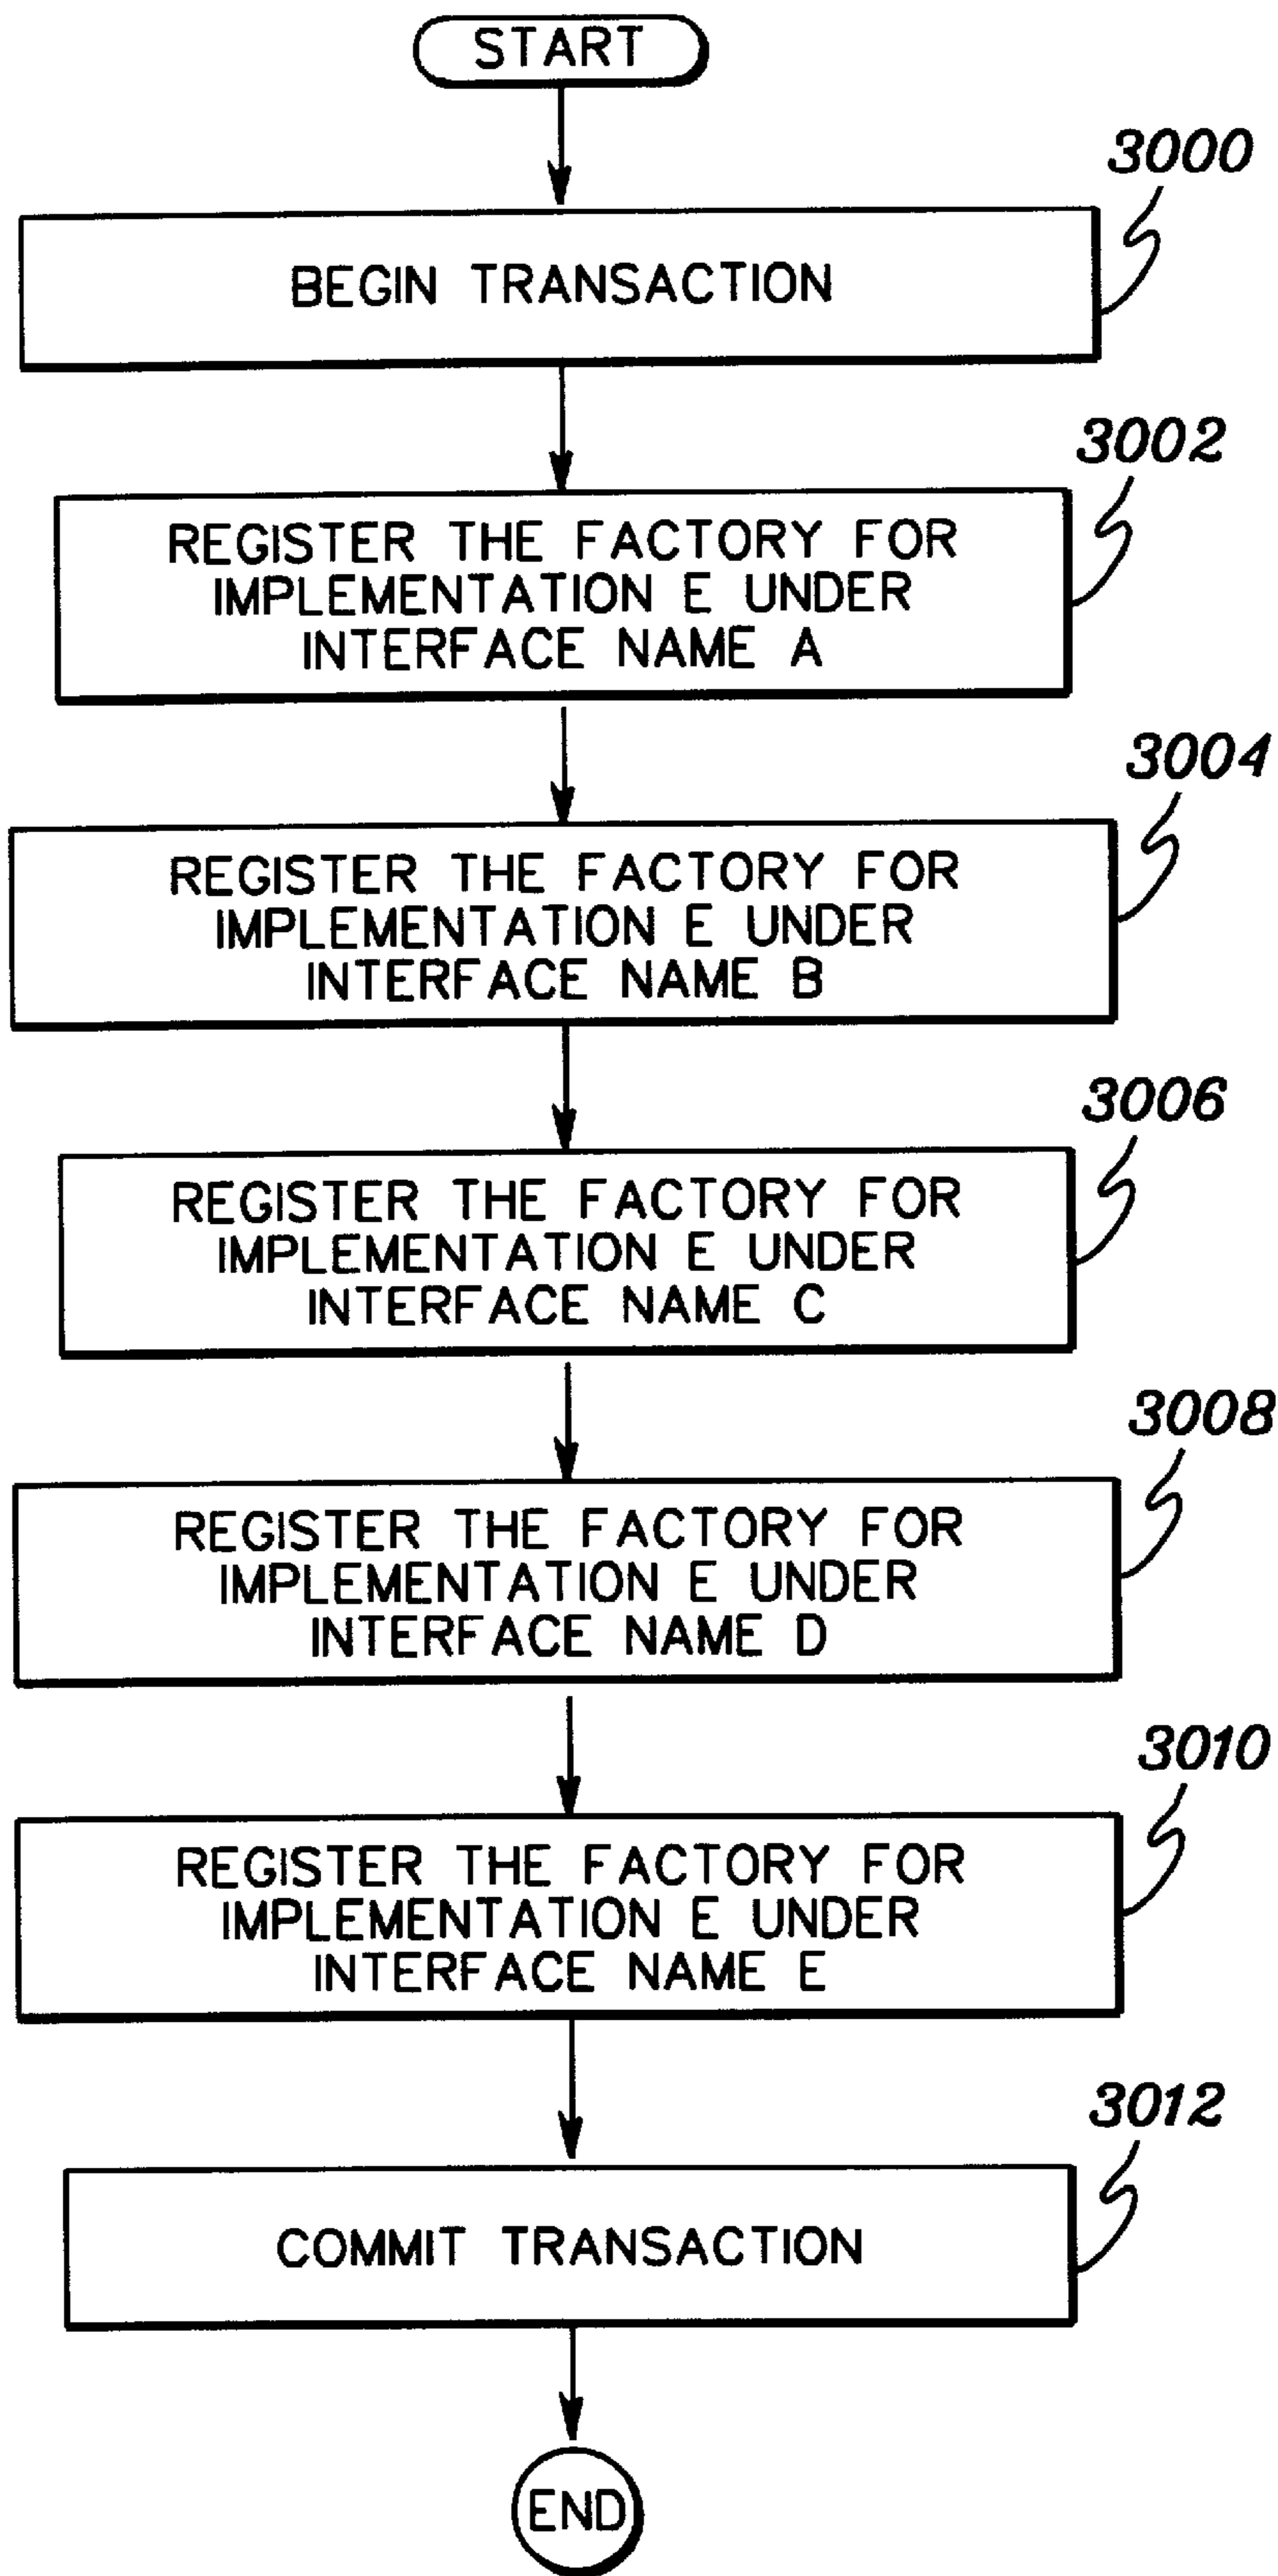 START
3000
BEGIN TRANSACTION
3002
REGISTER THE FACTORY FOR
IMPLEMENTATION E UNDER
INTERFACE NAME A
3004
REGISTER THE FACTORY FOR
IMPLEMENTATION E UNDER
INTERFACE NAME B
3006
REGISTER THE FACTORY FOR
IMPLEMENTATION E UNDER
INTERFACE NAME C
3008
REGISTER THE FACTORY FOR
IMPLEMENTATION E UNDER
INTERFACE NAME D
3010
REGISTER THE FACTORY FOR
IMPLEMENTATION E UNDER
INTERFACE NAME E
3012
COMMIT TRANSACTION
END